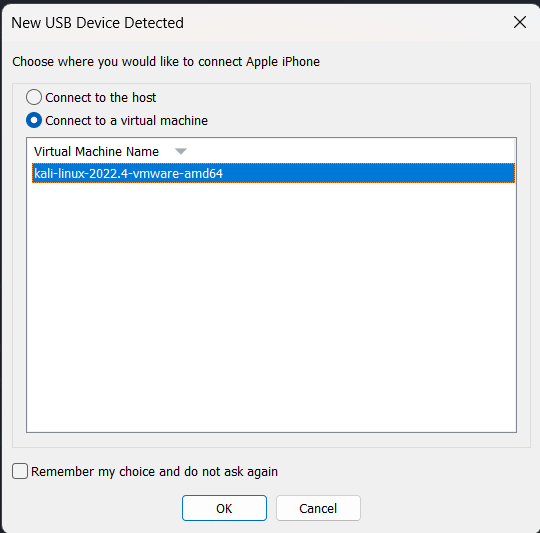 New USB Device Detected
Choose where you would like to connect Apple iPhone
Connect to the host
Connect to a virtual machine
Virtual Machine Name
kali-linux-2022.4-vmware-amd64
Remember my choice and do not ask again
OK
Cancel